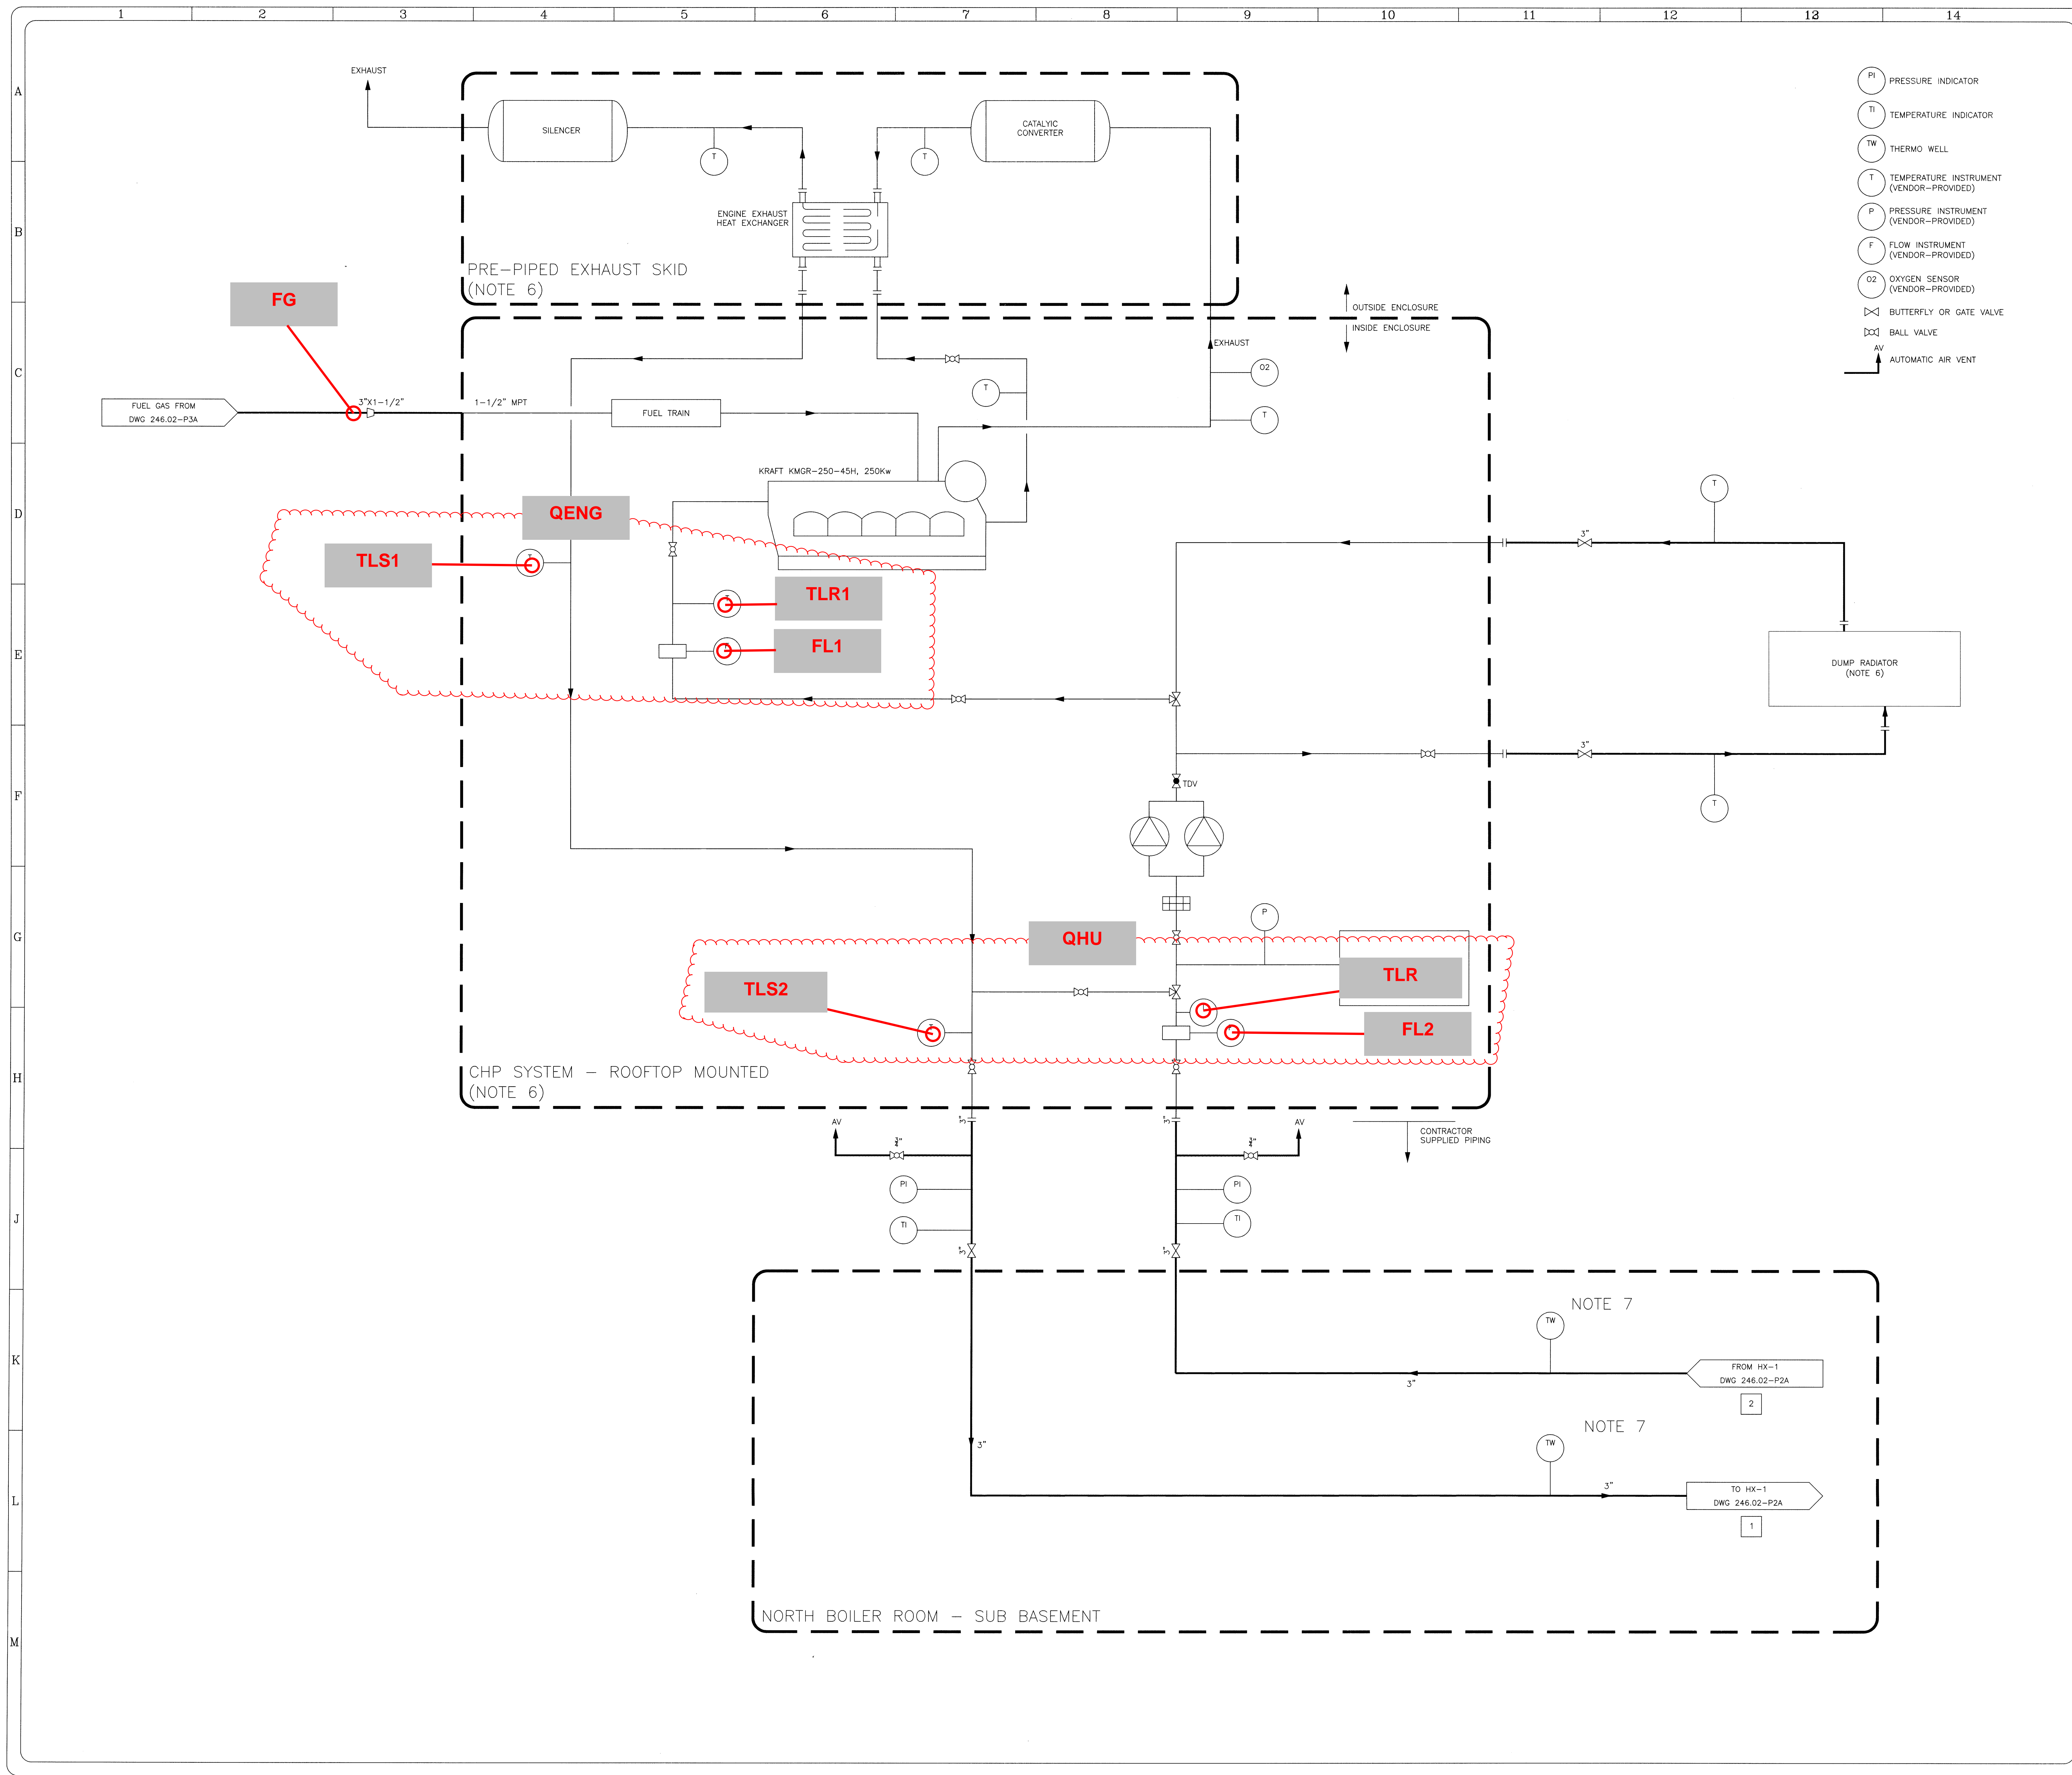 1 2 3 4 5 6 7 8 9 10 11 12 13 14
A
B
C
D
E
F
G
H
J
K
L
M
EXHAUST
SILENCER
CATALYIC
CONVERTER
T
T
ENGINE EXHAUST
HEAT EXCHANGER
PRE-PIPED EXHAUST SKID
(NOTE 6)
PI PRESSURE INDICATOR
TI TEMPERATURE INDICATOR
TW THERMO WELL
T TEMPERATURE INSTRUMENT
(VENDOR-PROVIDED)
P PRESSURE INSTRUMENT
(VENDOR-PROVIDED)
F FLOW INSTRUMENT
(VENDOR-PROVIDED)
O2 OXYGEN SENSOR
(VENDOR-PROVIDED)
BUTTERFLY OR GATE VALVE
BALL VALVE
AV
AUTOMATIC AIR VENT
FG
OUTSIDE ENCLOSURE
INSIDE ENCLOSURE
EXHAUST
O2
T
T
FUEL GAS FROM
DWG 246.02-P3A
3"X1-1/2"
1-1/2" MPT
FUEL TRAIN
KRAFT KMGR-250-45H, 250Kw
QENG
TLS1
TLR1
FL1
T
3"
DUMP RADIATOR
(NOTE 6)
3"
T
TDV
P
QHU
TLS2
TLR
FL2
CHP SYSTEM - ROOFTOP MOUNTED
(NOTE 6)
3"
3"
AV
3/4"
AV
3/4"
CONTRACTOR
SUPPLIED PIPING
PI
PI
TI
TI
3"
3"
NOTE 7
TW
FROM HX-1
DWG 246.02-P2A
3"
2
NOTE 7
TW
3"
3"
TO HX-1
DWG 246.02-P2A
1
NORTH BOILER ROOM - SUB BASEMENT